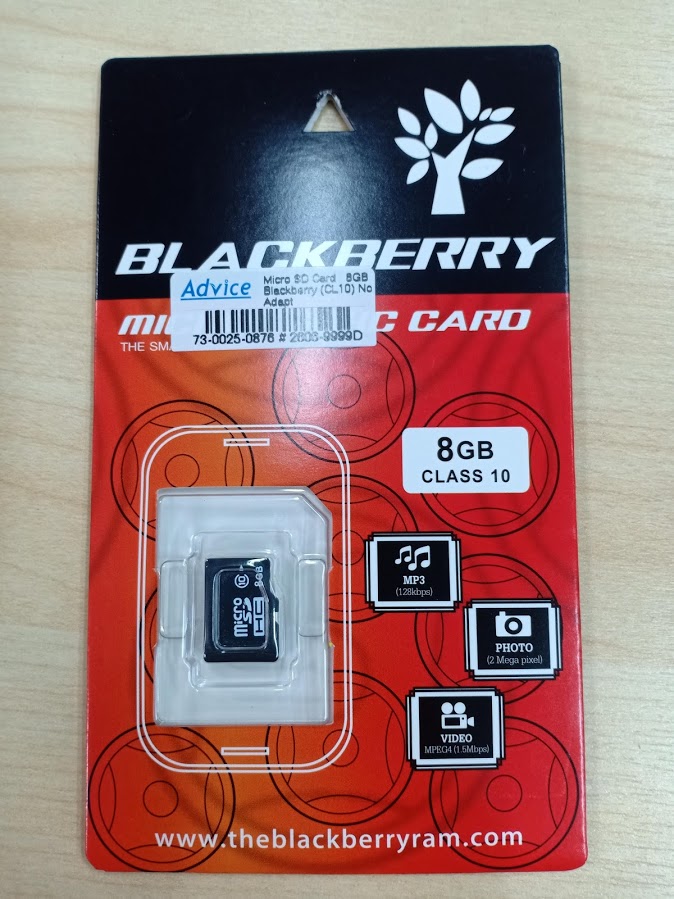 BLACKBERRY
Advice
Micro SD Card 8GB
Blackberry (CL10) No
Adapt
MI C CARD
THE SMA
73-0025-0876 # 2603-9999D
8GB
CLASS 10
10
8GB
micro
SD
HC
MP3
(128kbps)
PHOTO
(2 Mega pixel)
VIDEO
MPEG4 (1.5Mbps)
www.theblackberryram.com